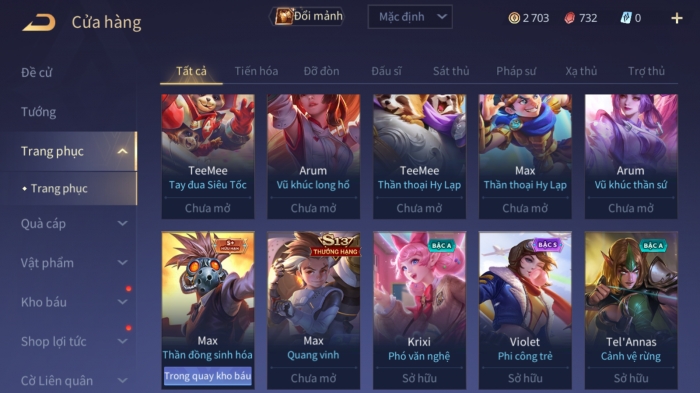 Cửa hàng
Đổi mảnh
Mặc định
2 703
732
0
Đề cử
Tướng
Trang phục
Trang phục
Quà cáp
Vật phẩm
Kho báu
Shop lợi tức
Cờ Liên quân
Tất cả
Tiến hóa
Đỡ đòn
Đấu sĩ
Sát thủ
Pháp sư
Xạ thủ
Trợ thủ
TeeMee
Tay đua Siêu Tốc
Chưa mở
Arum
Vũ khúc long hổ
Chưa mở
TeeMee
Thần thoại Hy Lạp
Chưa mở
Max
Thần thoại Hy Lạp
Chưa mở
Arum
Vũ khúc thần sứ
Chưa mở
S+
HỮU HẠN
Max
Thần đồng sinh hóa
Trong quay kho báu
S13
THƯỞNG HẠNG
Max
Quang vinh
Chưa mở
BẬC A
Krixi
Phó văn nghệ
Sở hữu
BẬC S
Violet
Phi công trẻ
Sở hữu
BẬC A
Tel'Annas
Cảnh vệ rừng
Sở hữu